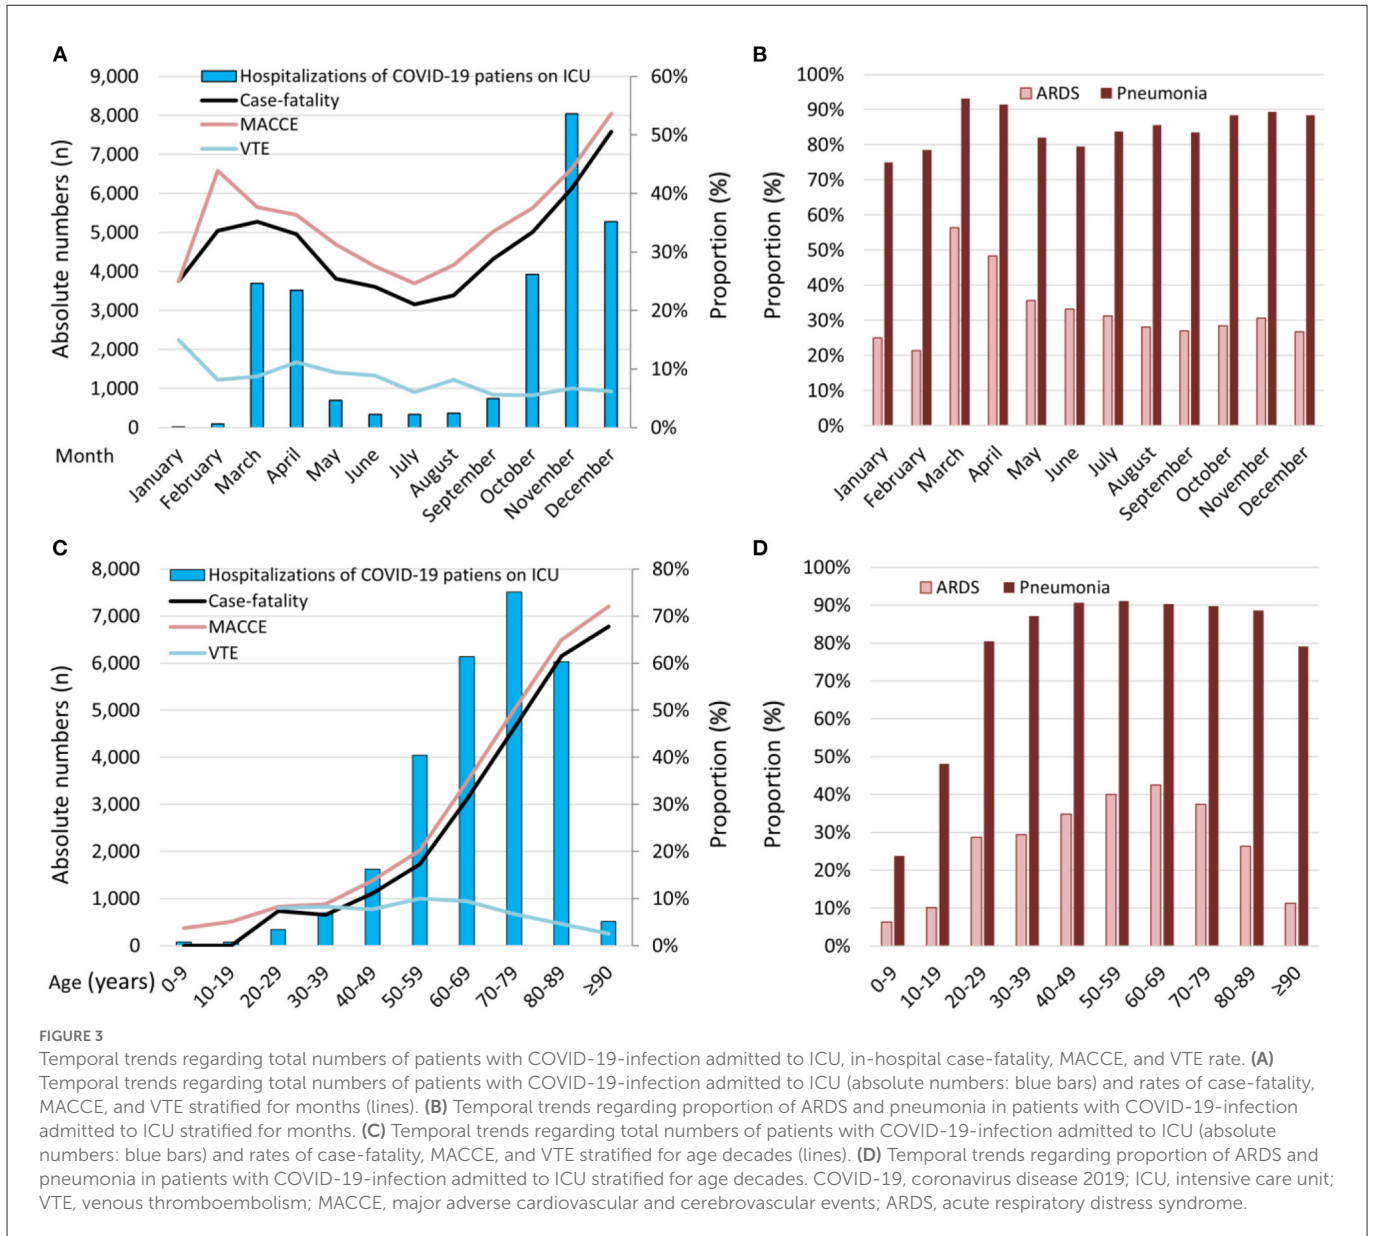 A
9,000
8,000
7,000
6,000
5,000
4,000
3,000
2,000
1,000
0
Absolute numbers (n)
Hospitalizations of COVID-19 patiens on ICU
Case-fatality
MACCE
VTE
60%
50%
40%
30%
20%
10%
0%
Proportion (%)
Month
January
February
March
April
May
June
July
August
September
October
November
December
B
100%
90%
80%
70%
60%
50%
40%
30%
20%
10%
0%
Proportion (%)
ARDS
Pneumonia
January
February
March
April
May
June
July
August
September
October
November
December
C
8,000
7,000
6,000
5,000
4,000
3,000
2,000
1,000
0
Absolute numbers (n)
Hospitalizations of COVID-19 patiens on ICU
Case-fatality
MACCE
VTE
80%
70%
60%
50%
40%
30%
20%
10%
0%
Proportion (%)
Age (years)
0-9
10-19
20-29
30-39
40-49
50-59
60-69
70-79
80-89
≥90
D
100%
90%
80%
70%
60%
50%
40%
30%
20%
10%
0%
Proportion (%)
ARDS
Pneumonia
0-9
10-19
20-29
30-39
40-49
50-59
60-69
70-79
80-89
≥90
FIGURE 3
Temporal trends regarding total numbers of patients with COVID-19-infection admitted to ICU, in-hospital case-fatality, MACCE, and VTE rate. (A)
Temporal trends regarding total numbers of patients with COVID-19-infection admitted to ICU (absolute numbers: blue bars) and rates of case-fatality,
MACCE, and VTE stratified for months (lines). (B) Temporal trends regarding proportion of ARDS and pneumonia in patients with COVID-19-infection
admitted to ICU stratified for months. (C) Temporal trends regarding total numbers of patients with COVID-19-infection admitted to ICU (absolute
numbers: blue bars) and rates of case-fatality, MACCE, and VTE stratified for age decades (lines). (D) Temporal trends regarding proportion of ARDS and
pneumonia in patients with COVID-19-infection admitted to ICU stratified for age decades. COVID-19, coronavirus disease 2019; ICU, intensive care unit;
VTE, venous thromboembolism; MACCE, major adverse cardiovascular and cerebrovascular events; ARDS, acute respiratory distress syndrome.